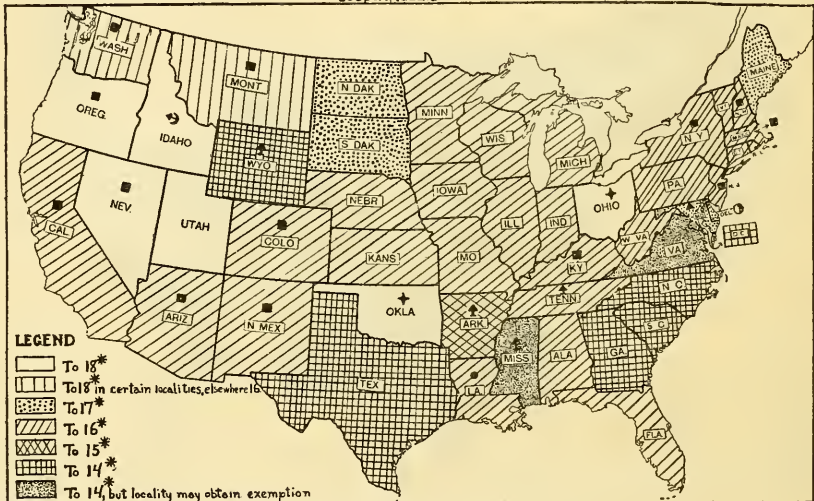 WASH
MONT
N DAK
MINN
MAINE
OREG.
IDAHO
WYO
S DAK
WIS
MICH
N Y
NEV.
UTAH
COLO
NEBR
IOWA
ILL
IND
OHIO
PA.
N. J.
DEL
CAL
KANS
MO
KY
W VA
VA
ARIZ
N MEX
OKLA
ARK
TENN
N C
S C
TEX
LA
MISS
ALA
GA
FLA
LEGEND
To 18*
To 18* in certain localities, elsewhere 16
To 17*
To 16*
To 15*
To 14*
To 14*, but locality may obtain exemption